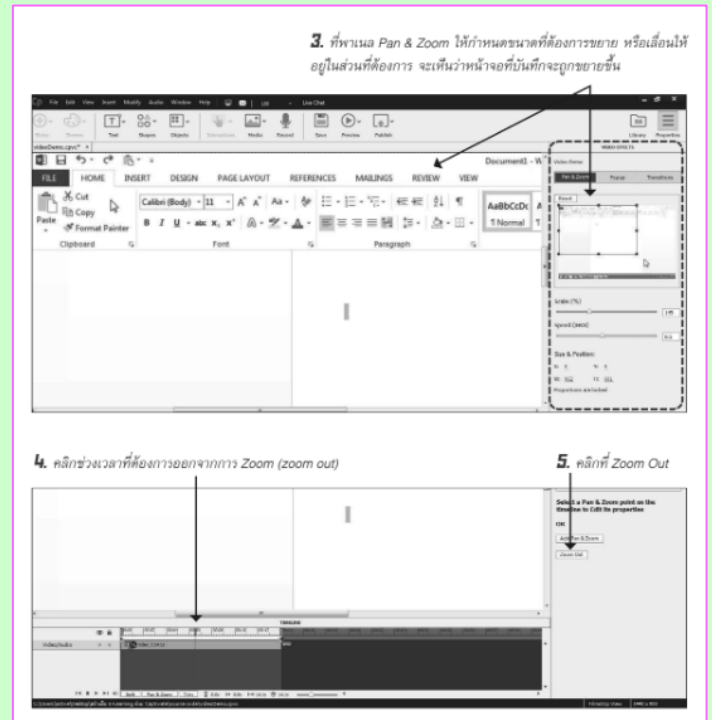 3. ที่พาเนล Pan & Zoom ให้กำหนดขนาดที่ต้องการขยาย หรือเลื่อนให้
อยู่ในส่วนที่ต้องการ จะเห็นว่าหน้าจอที่บันทึกจะถูกขยายขึ้น
File Edit View Insert Modify Audio Window Help Live Chat
Text Shapes Objects Media Record Save Preview Publish Library Properties
videoDemo.cpvc*
VIDEO EFFECTS
Document1 - W
FILE HOME INSERT DESIGN PAGE LAYOUT REFERENCES MAILINGS REVIEW VIEW
Pan & Zoom Popup Transitions
Cut
Copy
Format Painter
Paste
Calibri (Body) 11
AaBbCcDc
¶ Normal
Clipboard Font Paragraph
Scale (%)
Speed (secs)
Size & Position:
4. คลิกช่วงเวลาที่ต้องการออกจากการ Zoom (zoom out)
5. คลิกที่ Zoom Out
Select a Pan & Zoom point on the
timeline to Edit its properties
OR
Add Pan & Zoom
Zoom Out
TIMELINE
Video/Audio
Pan & Zoom Trim